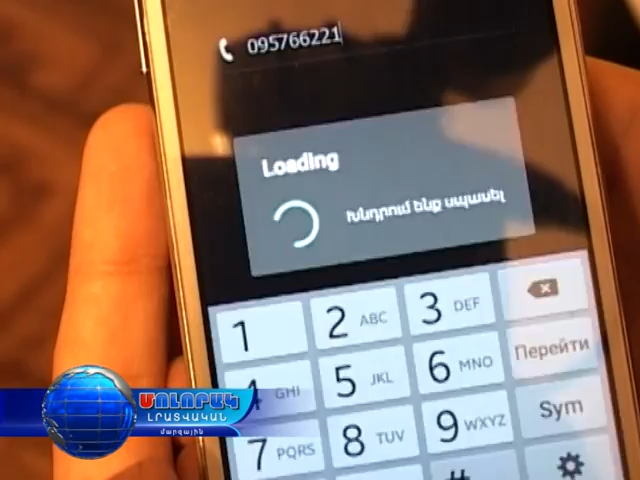 095766221
Loading
Խնդրում ենք սպասել
1 2 ABC 3 DEF
4 GHI 5 JKL 6 MNO Перейти
7 PQRS 8 TUV 9 WXYZ Sym
#
ՄՈԼՈՐԱԿ
ԼՐԱՏՎԱԿԱՆ
մարզային